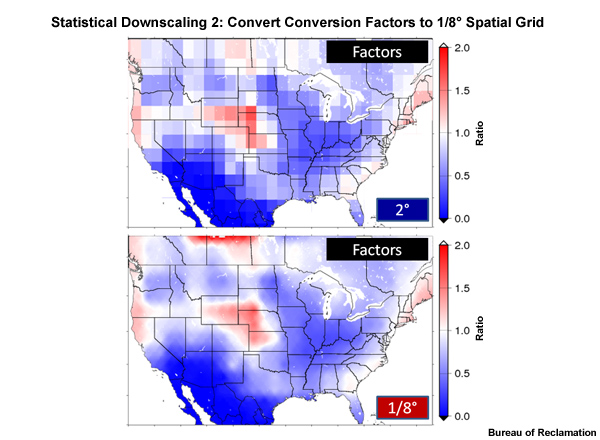 Statistical Downscaling 2: Convert Conversion Factors to 1/8° Spatial Grid
Factors
2.0
1.5
1.0
0.5
0.0
Ratio
2°
Factors
2.0
1.5
1.0
0.5
0.0
Ratio
1/8°
Bureau of Reclamation